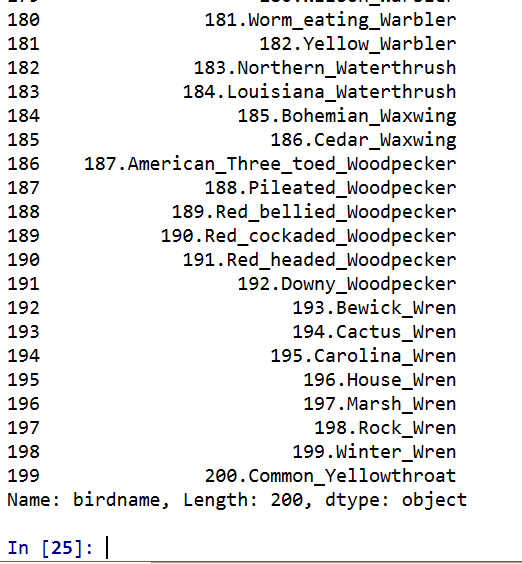 180 181.Worm_eating_Warbler
181 182.Yellow_Warbler
182 183.Northern_Waterthrush
183 184.Louisiana_Waterthrush
184 185.Bohemian_Waxwing
185 186.Cedar_Waxwing
186 187.American_Three_toed_Woodpecker
187 188.Pileated_Woodpecker
188 189.Red_bellied_Woodpecker
189 190.Red_cockaded_Woodpecker
190 191.Red_headed_Woodpecker
191 192.Downy_Woodpecker
192 193.Bewick_Wren
193 194.Cactus_Wren
194 195.Carolina_Wren
195 196.House_Wren
196 197.Marsh_Wren
197 198.Rock_Wren
198 199.Winter_Wren
199 200.Common_Yellowthroat
Name: birdname, Length: 200, dtype: object
In [25]: